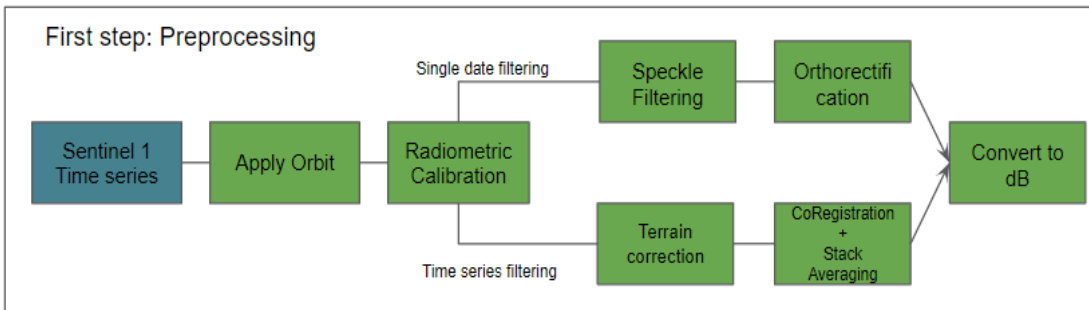 First step: Preprocessing
Single date filtering
Speckle
Filtering
Orthorectifi
cation
Sentinel 1
Time series
Apply Orbit
Radiometric
Calibration
Convert to
dB
Terrain
correction
CoRegistration
+
Stack
Averaging
Time series filtering